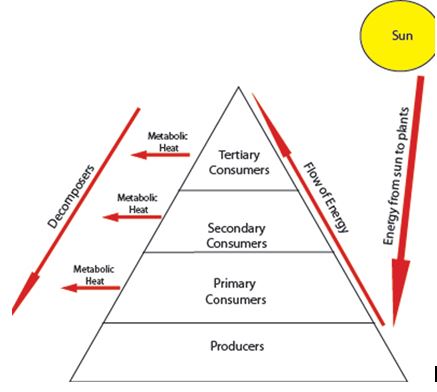 Sun
Metabolic
Heat
Tertiary
Consumers
Decomposers
Flow of Energy
Energy from sun to plants
Metabolic
Heat
Secondary
Consumers
Metabolic
Heat
Primary
Consumers
Producers